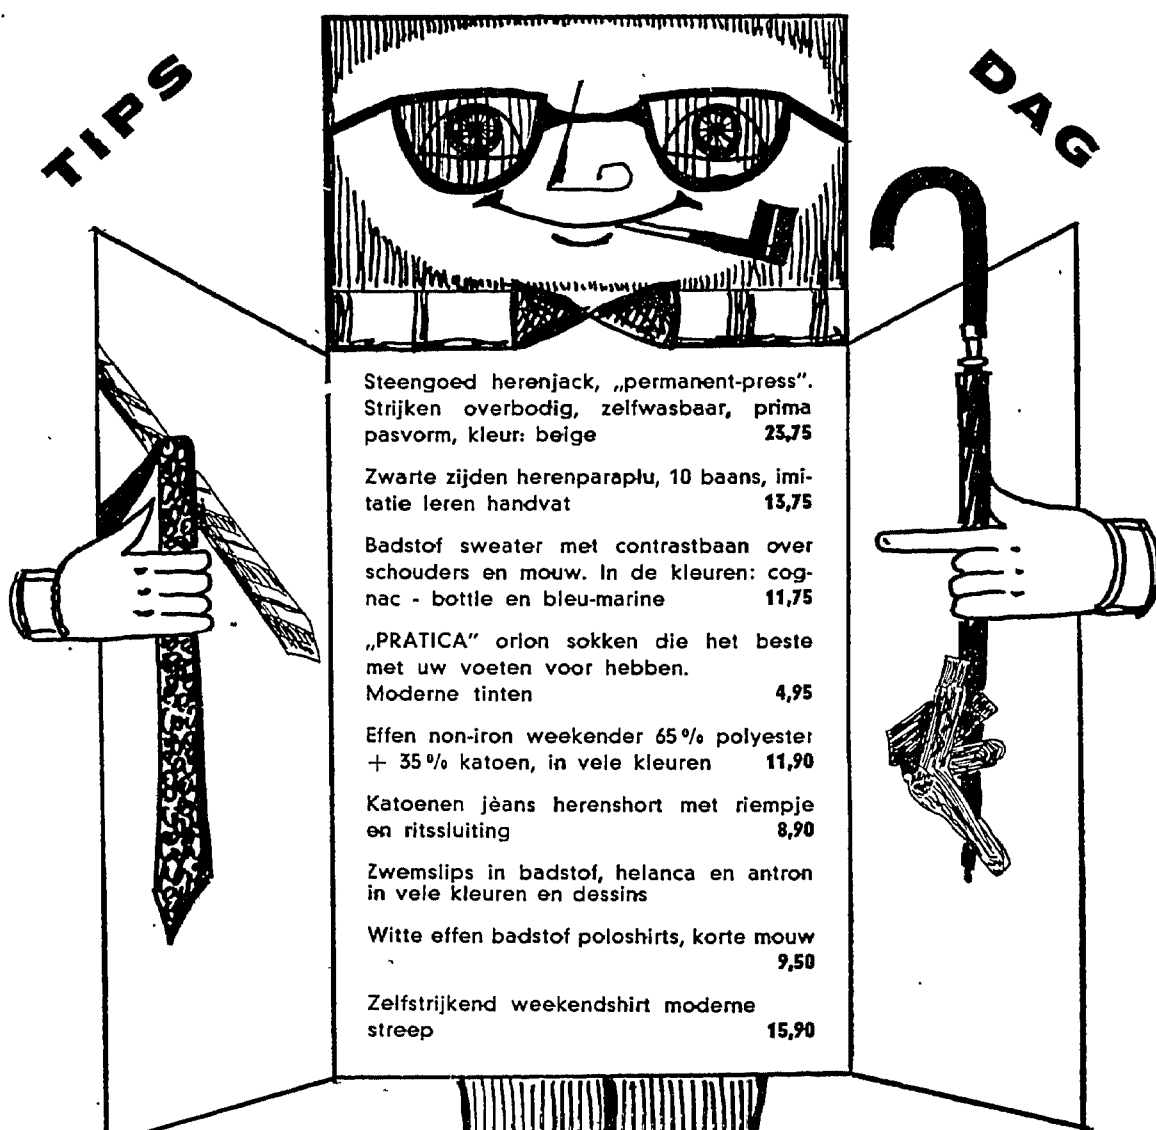 TIPS
DAG
Steengoed herenjack, „permanent-press”.
Strijken overbodig, zelfwasbaar, prima
pasvorm, kleur: beige 23,75
Zwarte zijden herenparaplu, 10 baans, imi-
tatie leren handvat 13,75
Badstof sweater met contrastbaan over
schouders en mouw. In de kleuren: cog-
nac - bottle en bleu-marine 11,75
„PRATICA” orlon sokken die het beste
met uw voeten voor hebben.
Moderne tinten 4,95
Effen non-iron weekender 65% polyester
+ 35% katoen, in vele kleuren 11,90
Katoenen jèans herenshort met riempje
en ritssluiting 8,90
Zwemslips in badstof, helanca en antron
in vele kleuren en dessins
Witte effen badstof poloshirts, korte mouw
9,50
Zelfstrijkend weekendshirt moderne
streep 15,90